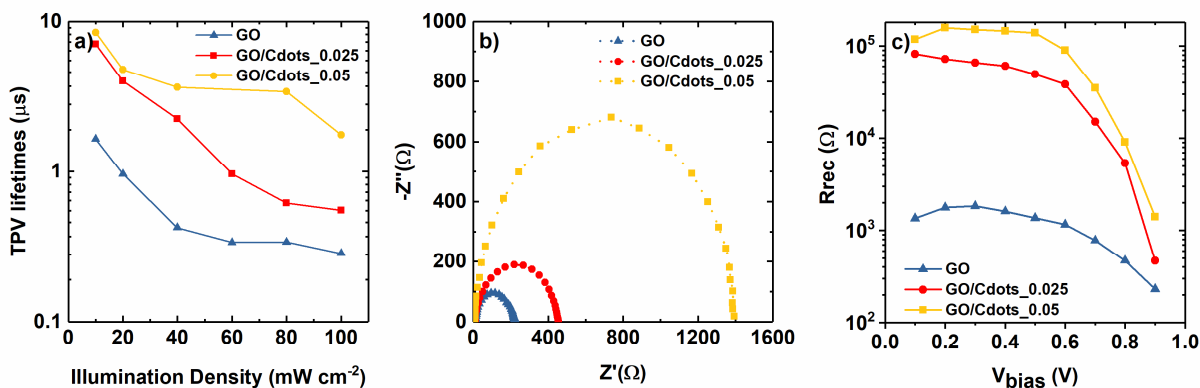 a)
GO
GO/Cdots_0.025
GO/Cdots_0.05
TPV lifetimes (μs)
10
1
0.1
0 20 40 60 80 100
Illumination Density (mW cm-2)
b)
GO
GO/Cdots_0.025
GO/Cdots_0.05
-Z''(Ω)
1000
800
600
400
200
0
0 400 800 1200 1600
Z'(Ω)
c)
Rrec (Ω)
10⁵
10⁴
10³
10²
GO
GO/Cdots_0.025
GO/Cdots_0.05
0.0 0.2 0.4 0.6 0.8 1.0
Vbias (V)